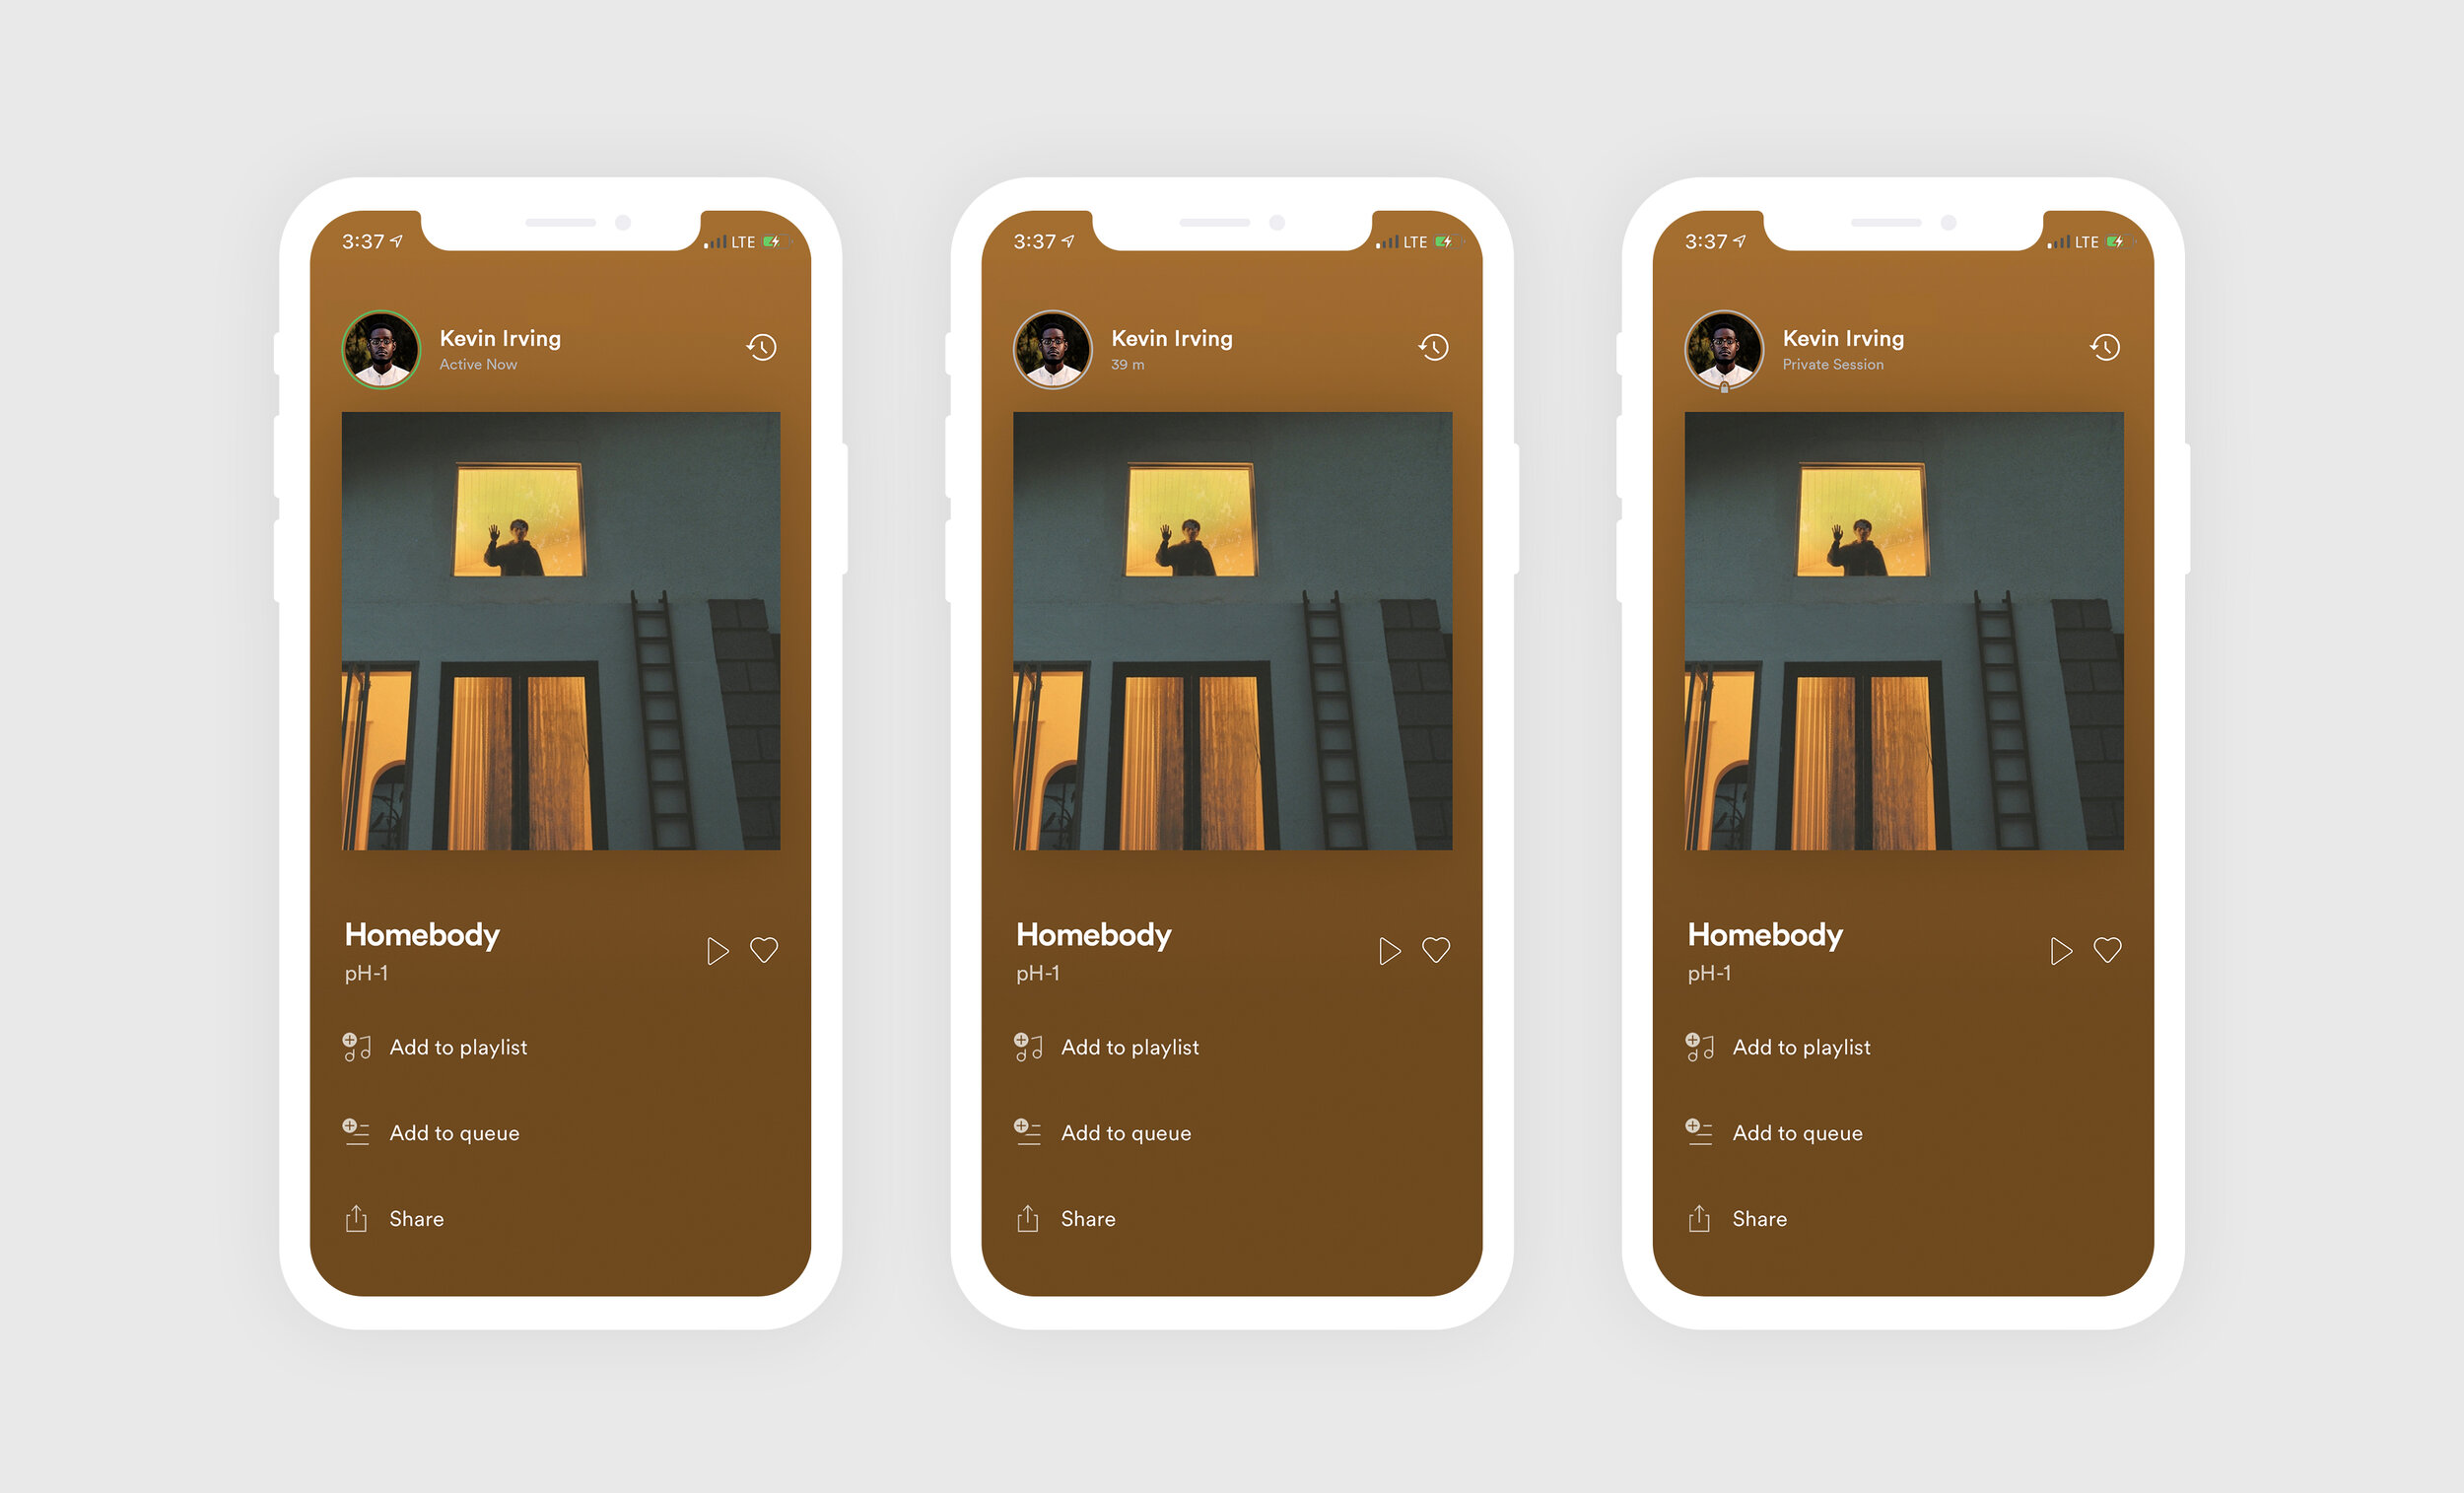 3:37 LTE
Kevin Irving
Active Now
Homebody
pH-1
Add to playlist
Add to queue
Share
3:37 LTE
Kevin Irving
39 m
Homebody
pH-1
Add to playlist
Add to queue
Share
3:37 LTE
Kevin Irving
Private Session
Homebody
pH-1
Add to playlist
Add to queue
Share